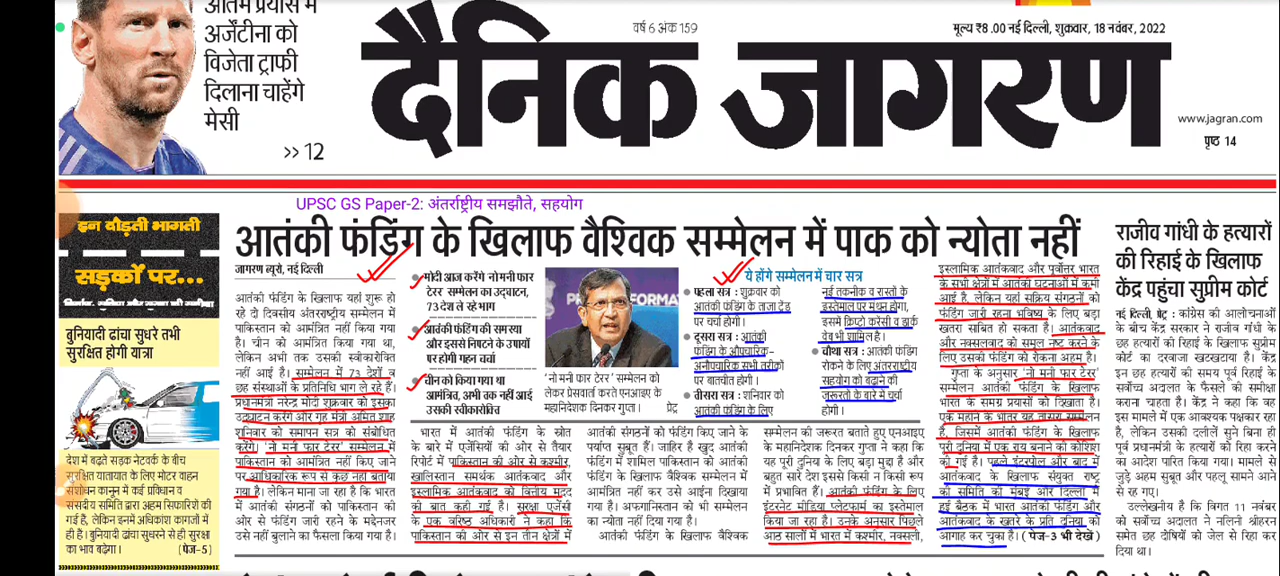 अंतिम प्रयास में
अर्जेंटीना को
विजेता ट्राफी
दिलाना चाहेंगे
मेसी
>> 12
वर्ष 6 अंक 159
मूल्य ₹8.00 नई दिल्ली, शुक्रवार, 18 नवंबर, 2022
दैनिक जागरण
www.jagran.com
पृष्ठ 14
UPSC GS Paper-2: अंतर्राष्ट्रीय समझौते, सहयोग
इन दौड़ती भागती
सड़कों पर...
बुनियादी ढांचा सुधरे तभी
सुरक्षित होगी यात्रा
देश में बढ़ते सड़क नेटवर्क के बीच
सुरक्षित यातायात के लिए मोटर वाहन
संशोधन कानून में कई प्रविधान व
संसदीय समिति द्वारा अहम सिफारिशें की
गई हैं, लेकिन इनमें अधिकांश कागजों में
ही हैं। बुनियादी ढांचा सुधरने से ही सुरक्षा
का भाव बढ़ेगा। (पेज-5)
आतंकी फंडिंग के खिलाफ वैश्विक सम्मेलन में पाक को न्योता नहीं
जागरण ब्यूरो, नई दिल्ली
आतंकी फंडिंग के खिलाफ यहां शुरू हो
रहे दो दिवसीय अंतरराष्ट्रीय सम्मेलन में
पाकिस्तान को आमंत्रित नहीं किया गया
है। चीन को आमंत्रित किया गया था,
लेकिन अभी तक उसकी स्वीकारोक्ति
नहीं आई है। सम्मेलन में 73 देशों व
छह संस्थाओं के प्रतिनिधि भाग ले रहे हैं।
प्रधानमंत्री नरेन्द्र मोदी शुक्रवार को इसका
उद्घाटन करेंगे और गृह मंत्री अमित शाह
शनिवार को समापन सत्र को संबोधित
करेंगे। 'नो मनी फार टेरर' सम्मेलन में
पाकिस्तान को आमंत्रित नहीं किए जाने
पर आधिकारिक रूप से कुछ नहीं बताया
गया है। लेकिन माना जा रहा है कि भारत
में आतंकी संगठनों को पाकिस्तान की
ओर से फंडिंग जारी रहने के मद्देनजर
उसे नहीं बुलाने का फैसला किया गया है।
मोदी आज करेंगे नो मनी फार
टेरर सम्मेलन का उद्घाटन,
73 देश ले रहे भाग
आतंकी फंडिंग की समस्या
और इससे निपटने के उपायों
पर होगी गहन चर्चा
चीन को किया गया था
आमंत्रित, अभी तक नहीं आई
उसकी स्वीकारोक्ति
'नो मनी फार टेरर' सम्मेलन को
लेकर प्रेसवार्ता करते एनआइए के
महानिदेशक दिनकर गुप्ता। प्रेट्र
ये होंगे सम्मेलन में चार सत्र
पहला सत्र : शुक्रवार को
आतंकी फंडिंग के ताजा ट्रेंड
पर चर्चा होगी।
दूसरा सत्र : आतंकी
फंडिंग के औपचारिक-
अनौपचारिक सभी तरीकों
पर बातचीत होगी।
तीसरा सत्र : शनिवार को
आतंकी फंडिंग के लिए
नई तकनीक व रास्तों के
इस्तेमाल पर मंथन होगा,
इसमें क्रिप्टो करेंसी व डार्क
वेब भी शामिल है।
चौथा सत्र : आतंकी फंडिंग
रोकने के लिए अंतरराष्ट्रीय
सहयोग को बढ़ाने की
जरूरतों के बारे में चर्चा
होगी।
भारत में आतंकी फंडिंग के स्रोत
के बारे में एजेंसियों की ओर से तैयार
रिपोर्ट में पाकिस्तान की ओर से कश्मीर,
खालिस्तान समर्थक आतंकवाद और
इस्लामिक आतंकवाद को वित्तीय मदद
की बात कही गई है। सुरक्षा एजेंसी
के एक वरिष्ठ अधिकारी ने कहा कि
पाकिस्तान की ओर से इन तीन क्षेत्रों में
आतंकी संगठनों को फंडिंग किए जाने के
पर्याप्त सुबूत हैं। जाहिर है खुद आतंकी
फंडिंग में शामिल पाकिस्तान को आतंकी
फंडिंग के खिलाफ वैश्विक सम्मेलन में
आमंत्रित नहीं कर उसे आईना दिखाया
गया है। अफगानिस्तान को भी सम्मेलन
का न्योता नहीं दिया गया है।
आतंकी फंडिंग के खिलाफ वैश्विक
सम्मेलन की जरूरत बताते हुए एनआइए
के महानिदेशक दिनकर गुप्ता ने कहा कि
यह पूरी दुनिया के लिए बड़ा मुद्दा है और
बहुत सारे देश इससे किसी न किसी रूप
में प्रभावित हैं। आतंकी फंडिंग के लिए
इंटरनेट मीडिया प्लेटफार्म का इस्तेमाल
किया जा रहा है। उनके अनुसार पिछले
आठ सालों में भारत में कश्मीर, नक्सली,
इस्लामिक आतंकवाद और पूर्वोत्तर भारत
के सभी क्षेत्रों में आतंकी घटनाओं में कमी
आई है, लेकिन यहां सक्रिय संगठनों को
फंडिंग जारी रहना भविष्य के लिए बड़ा
खतरा साबित हो सकता है। आतंकवाद
और नक्सलवाद को समूल नष्ट करने के
लिए उसकी फंडिंग को रोकना अहम है।
गुप्ता के अनुसार 'नो मनी फार टेरर'
सम्मेलन आतंकी फंडिंग के खिलाफ
भारत के समग्र प्रयासों को दिखाता है।
एक महीने के भीतर यह तीसरा सम्मेलन
है, जिसमें आतंकी फंडिंग के खिलाफ
पूरी दुनिया में एक राय बनाने की कोशिश
की गई है। पहले इंटरपोल और बाद में
आतंकवाद के खिलाफ संयुक्त राष्ट्र
की समिति की मुंबई और दिल्ली में
हुई बैठक में भारत आतंकी फंडिंग और
आतंकवाद के खतरे के प्रति दुनिया को
आगाह कर चुका है। (पेज-3 भी देखें)
राजीव गांधी के हत्यारों
की रिहाई के खिलाफ
केंद्र पहुंचा सुप्रीम कोर्ट
नई दिल्ली, प्रेट्र : कांग्रेस की आलोचनाओं
के बीच केंद्र सरकार ने राजीव गांधी के
छह हत्यारों की रिहाई के खिलाफ सुप्रीम
कोर्ट का दरवाजा खटखटाया है। केंद्र ने
इन छह हत्यारों की समय पूर्व रिहाई के
सर्वोच्च अदालत के फैसले की समीक्षा
कराना चाहता है। केंद्र ने कहा कि वह
इस मामले में एक आवश्यक पक्षकार रहा
है, लेकिन उसकी दलीलें सुने बिना ही
पूर्व प्रधानमंत्री के हत्यारों को रिहा करने
का आदेश पारित किया गया। मामले से
जुड़े अहम सुबूत और पहलू सामने आने
से रह गए।
उल्लेखनीय है कि विगत 11 नवंबर
को सर्वोच्च अदालत ने नलिनी श्रीहरन
समेत छह दोषियों को जेल से रिहा कर
दिया था।